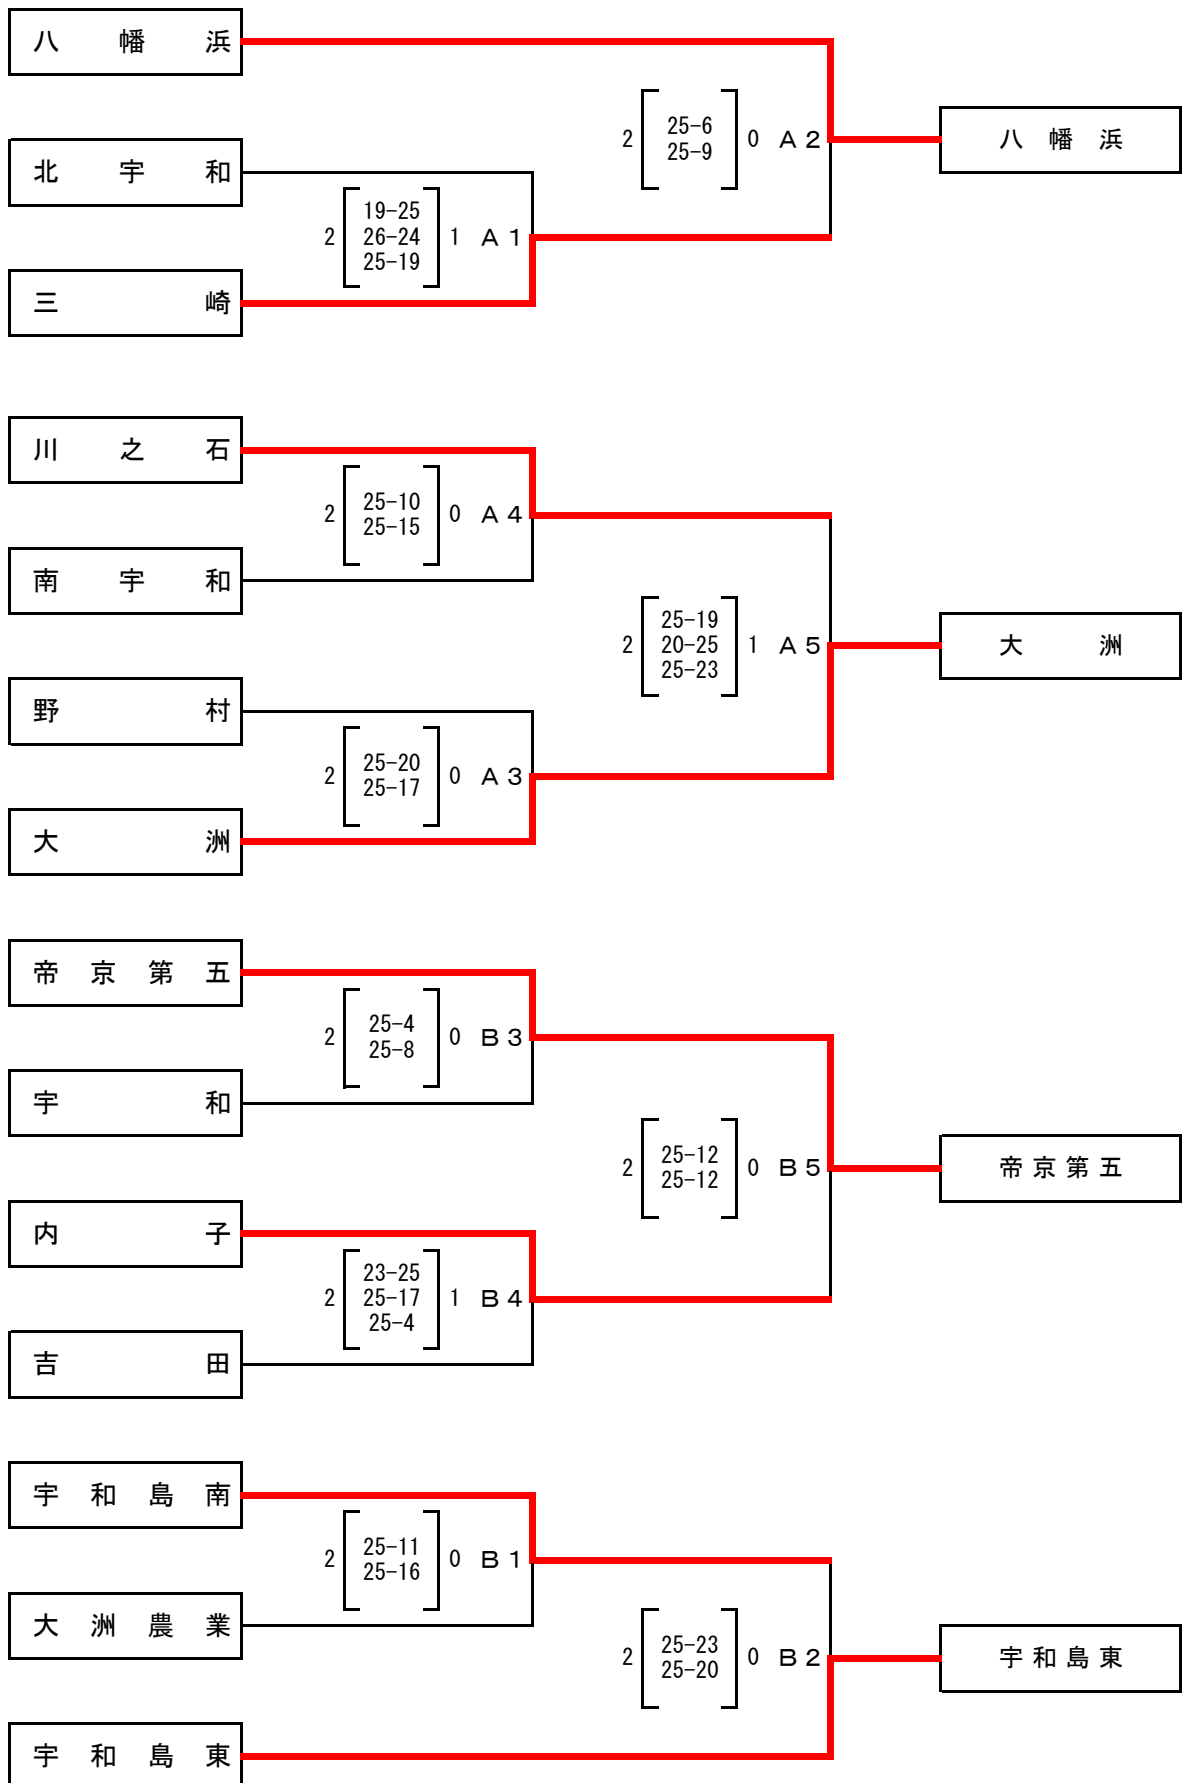 八幡浜
2 25-6 0 A2
25-9
八幡浜
北宇和
2 19-25 1 A1
26-24
25-19
三崎
川之石
2 25-10 0 A4
25-15
南宇和
2 25-19 1 A5
20-25
25-23
大洲
野村
2 25-20 0 A3
25-17
大洲
帝京第五
2 25-4 0 B3
25-8
宇和
2 25-12 0 B5
25-12
帝京第五
内子
2 23-25 1 B4
25-17
25-4
吉田
宇和島南
2 25-11 0 B1
25-16
大洲農業
2 25-23 0 B2
25-20
宇和島東
宇和島東